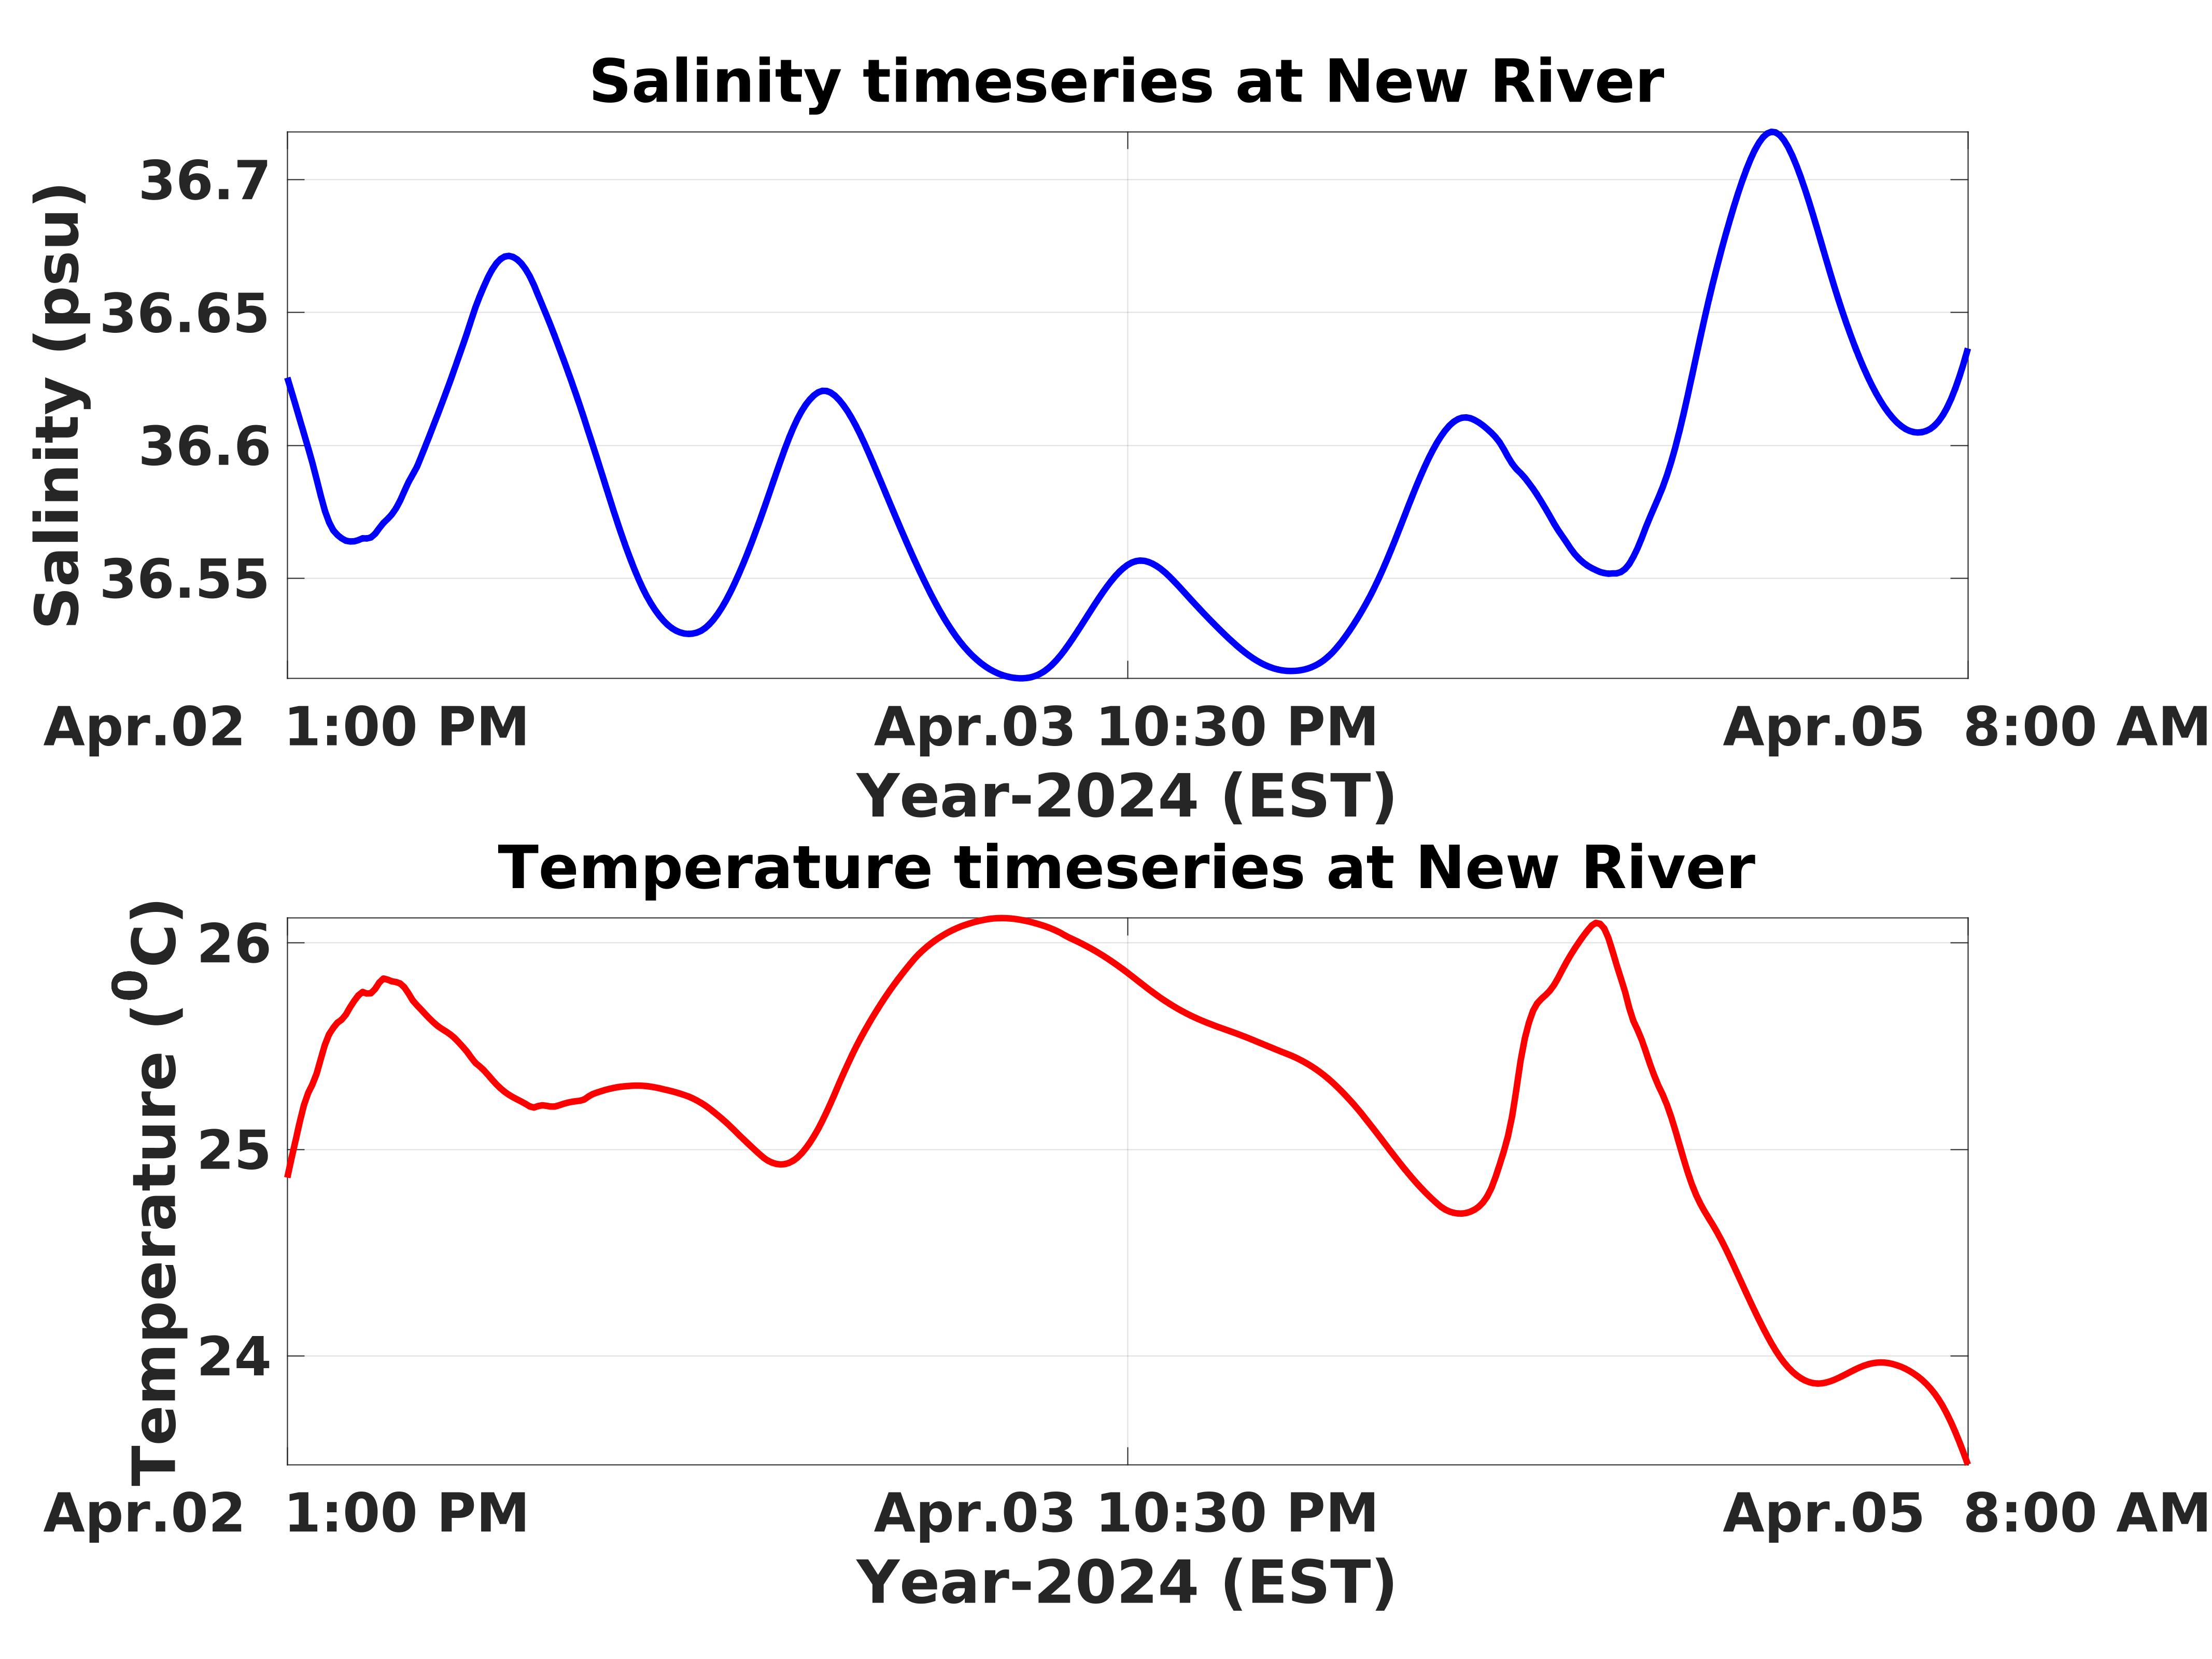 Salinity timeseries at New River
Salinity (psu)
36.7
36.65
36.6
36.55
Apr.02 1:00 PM Apr.03 10:30 PM Apr.05 8:00 AM
Year-2024 (EST)
Temperature timeseries at New River
Temperature (⁰C)
26
25
24
Apr.02 1:00 PM Apr.03 10:30 PM Apr.05 8:00 AM
Year-2024 (EST)